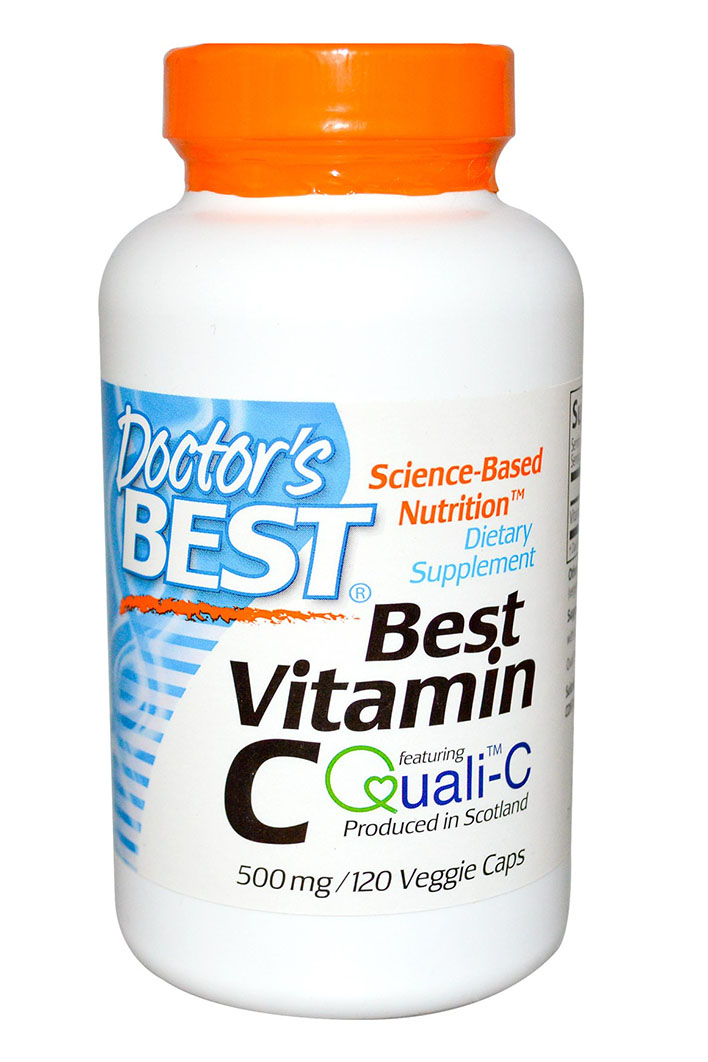 Doctor's
BEST®
Science-Based
Nutrition™
Dietary
Supplement
Best
Vitamin
C
featuring
Quali-C™
Produced in Scotland
500 mg / 120 Veggie Caps